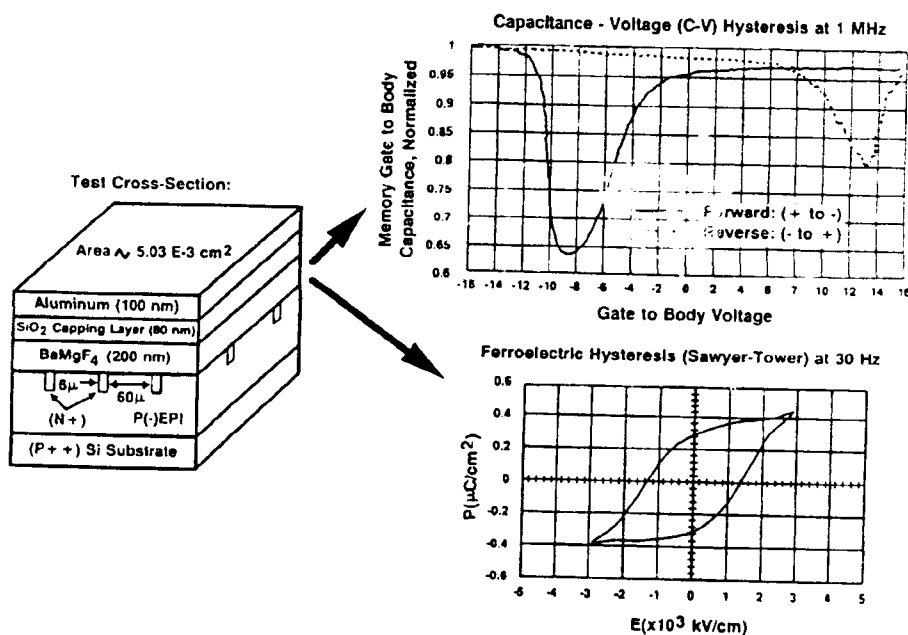 Capacitance - Voltage (C-V) Hysteresis at 1 MHz
Memory Gate to Body
Capacitance, Normalized
1
0.95
0.9
0.85
0.8
0.75
0.7
0.65
0.6
Forward: (+ to -)
Reverse: (- to +)
-16 -14 -12 -10 -8 -6 -4 -2 0 2 4 6 8 10 12 14 16
Gate to Body Voltage
Test Cross-Section:
Area ~ 5.03 E-3 cm2
Aluminum (100 nm)
SiO2 Capping Layer (80 nm)
BaMgF4 (200 nm)
6μ
60μ
(N+)
P(-)EPI
(P++) Si Substrate
Ferroelectric Hysteresis (Sawyer-Tower) at 30 Hz
P(μC/cm2)
0.6
0.4
0.2
0
-0.2
-0.4
-0.6
-5 -4 -3 -2 -1 0 1 2 3 4 5
E(x103 kV/cm)